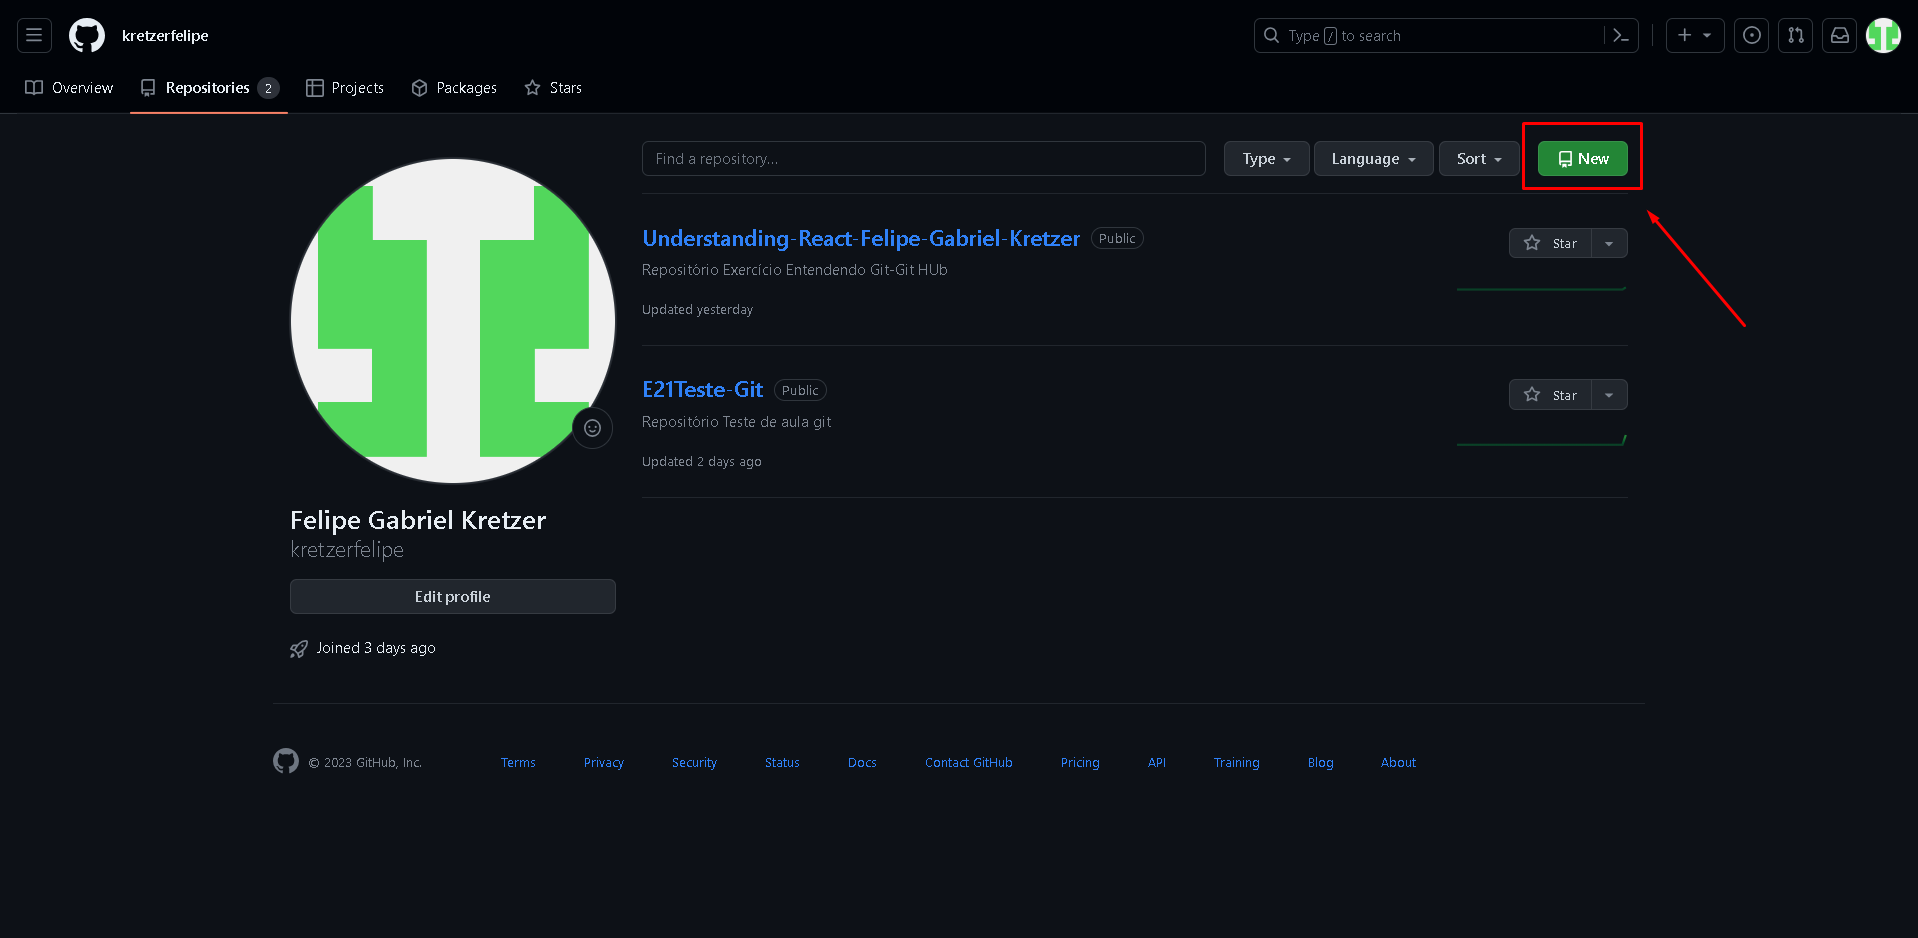 kretzerfelipe
Type / to search
Overview
Repositories 2
Projects
Packages
Stars
Find a repository...
Type
Language
Sort
New
Understanding-React-Felipe-Gabriel-Kretzer Public
Star
Repositório Exercício Entendendo Git-Git HUb
Updated yesterday
E21Teste-Git Public
Star
Repositório Teste de aula git
Updated 2 days ago
Felipe Gabriel Kretzer
kretzerfelipe
Edit profile
Joined 3 days ago
© 2023 GitHub, Inc.
Terms
Privacy
Security
Status
Docs
Contact GitHub
Pricing
API
Training
Blog
About